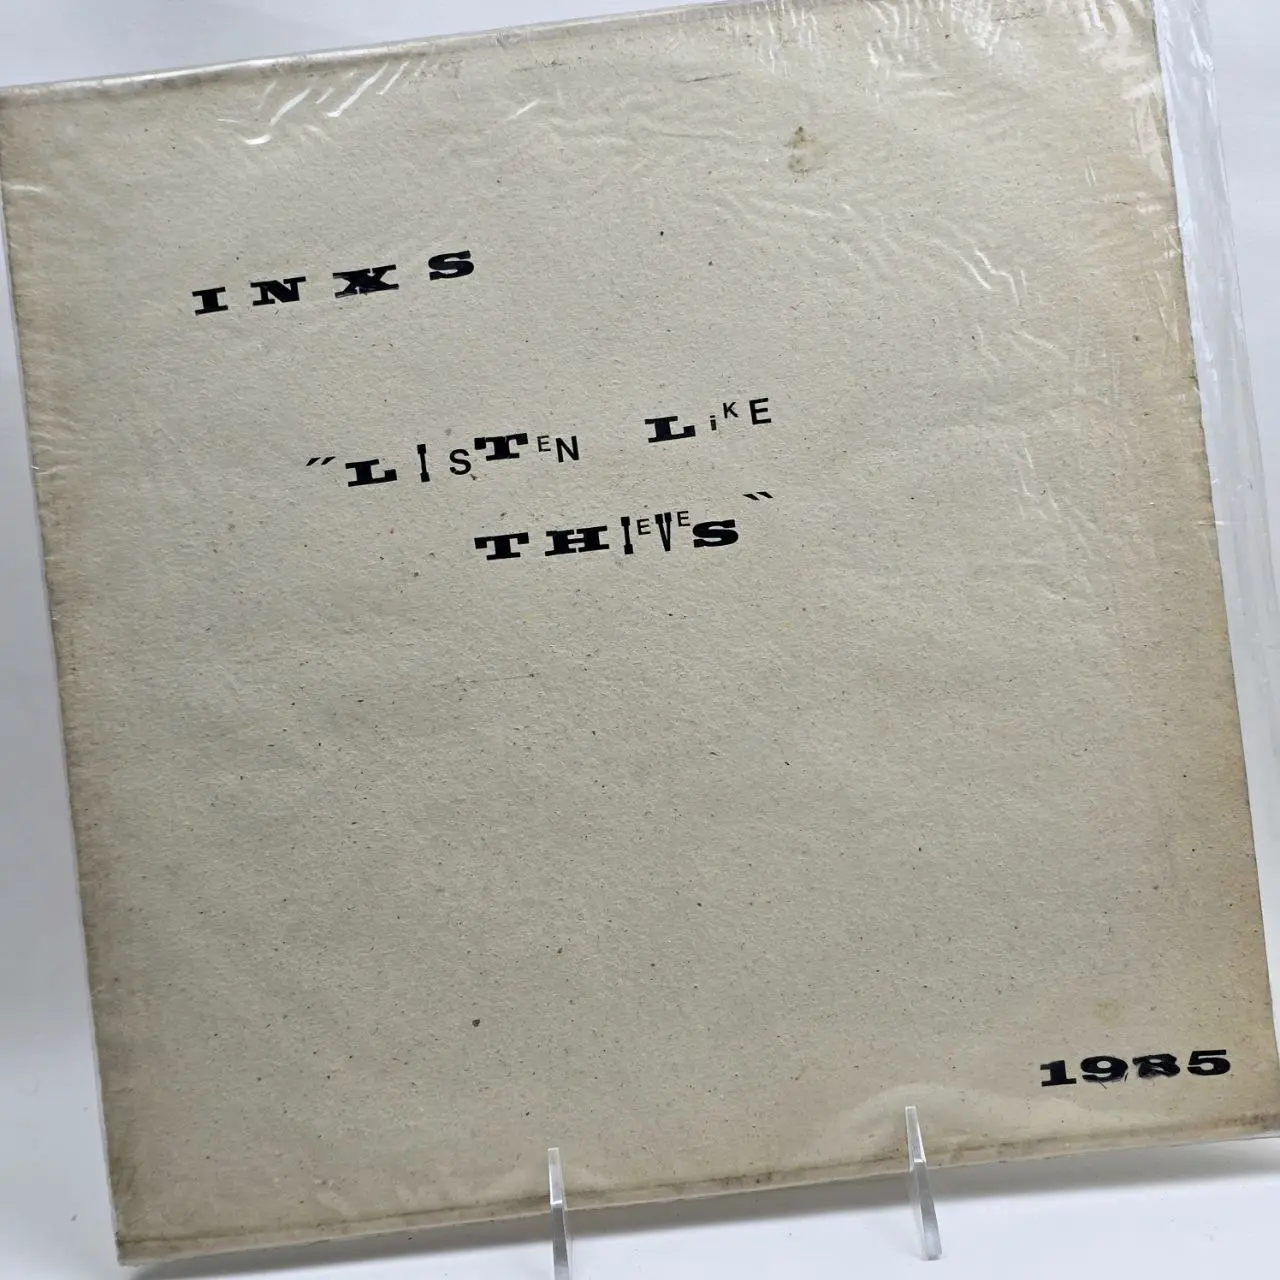 INXS
"LISTEN LiKE
THIEVES"
1985